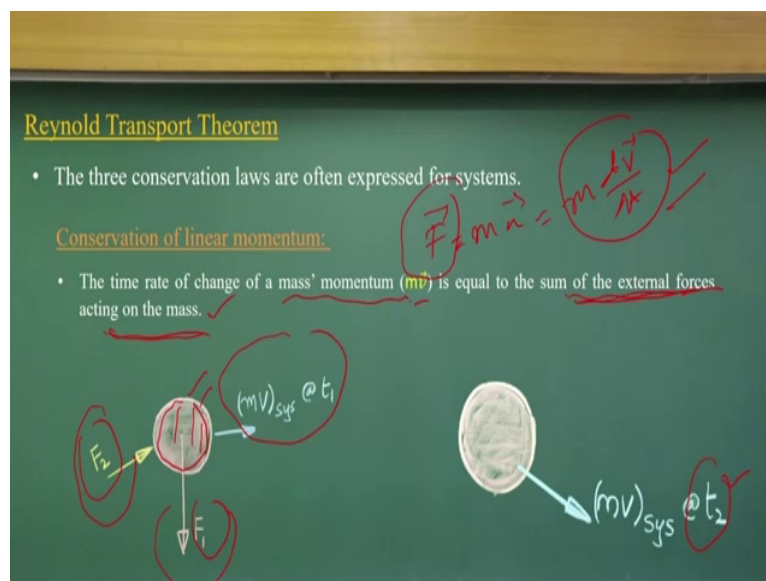 Reynold Transport Theorem
• The three conservation laws are often expressed for systems.
F⃗ = m a⃗ = m dV⃗/dt
Conservation of linear momentum:
• The time rate of change of a mass' momentum (mv⃗) is equal to the sum of the external forces
acting on the mass.
(mV)sys @ t₁
F₂
F₁
(mV)sys @ t₂